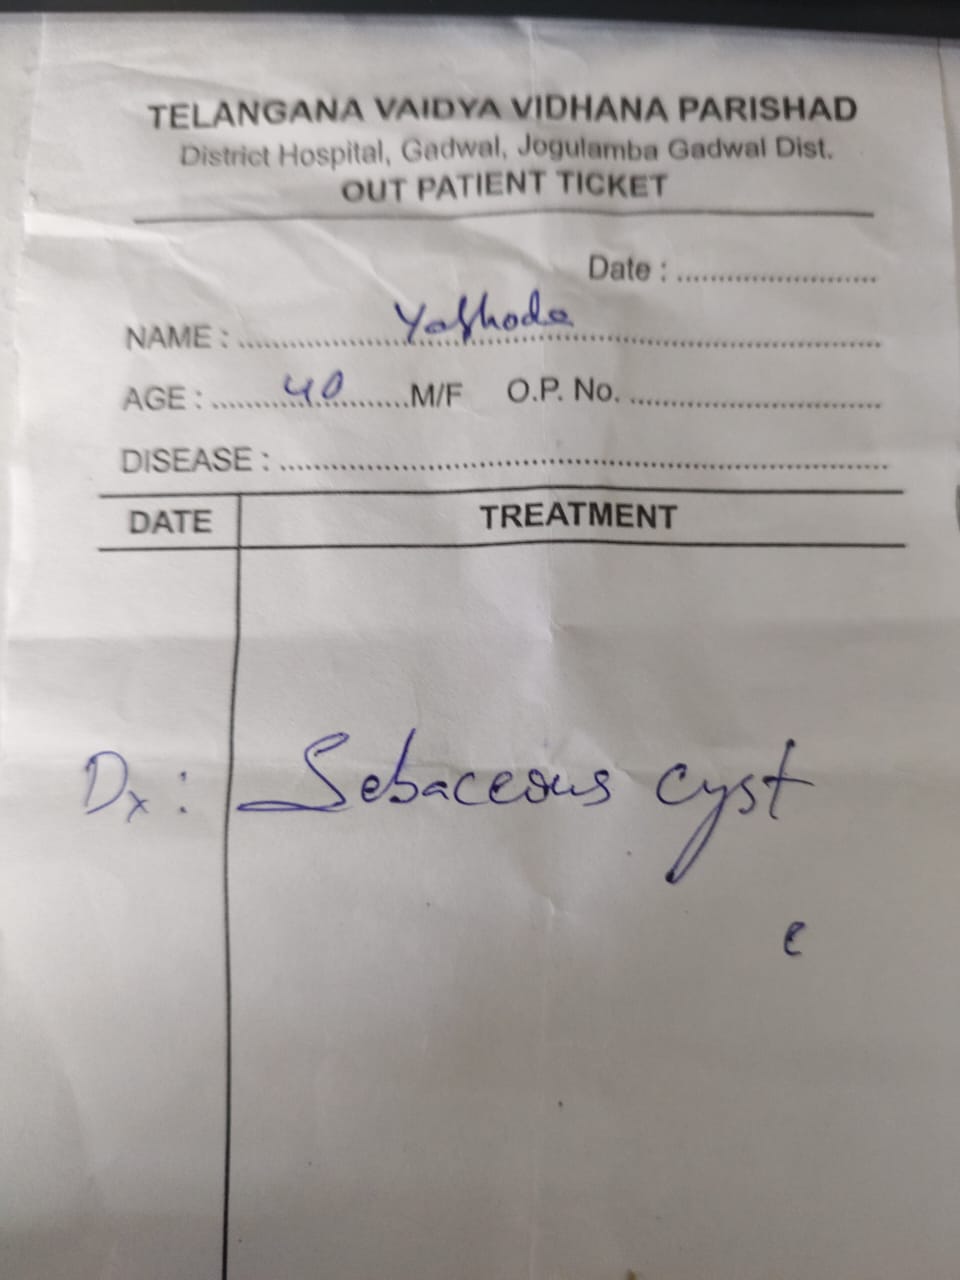 TELANGANA VAIDYA VIDHANA PARISHAD
District Hospital, Gadwal, Jogulamba Gadwal Dist.
OUT PATIENT TICKET
Date : ........................
NAME : ................Yashoda................................
AGE : ........40........M/F O.P. No. ..............................
DISEASE : ..............................................................
DATE TREATMENT
Dx : Sebaceous cyst
e